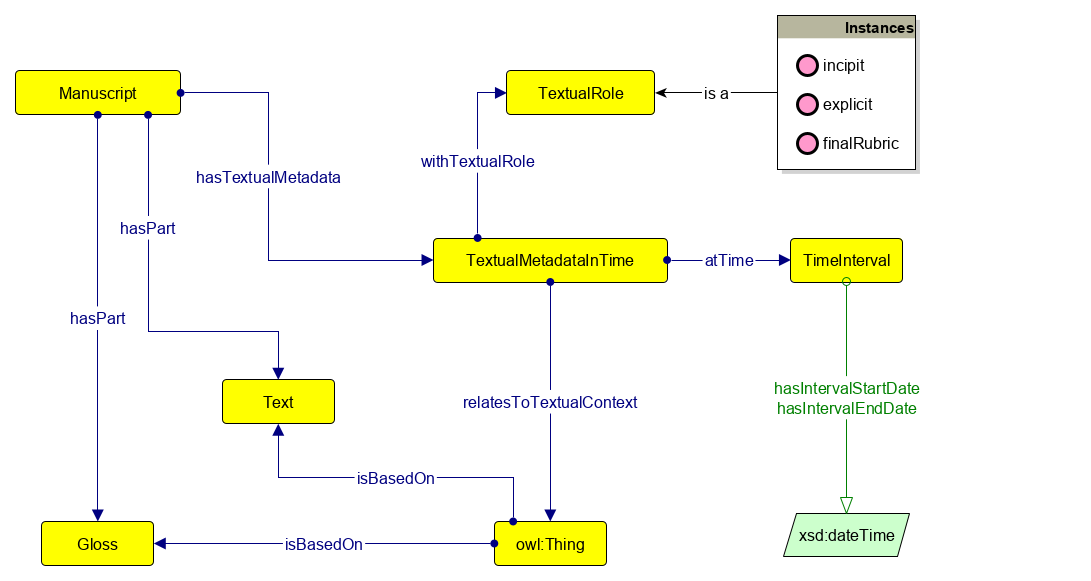 Instances
incipit
Manuscript
TextualRole
is a
explicit
finalRubric
withTextualRole
hasTextualMetadata
hasPart
TextualMetadataInTime
atTime
TimeInterval
hasPart
hasIntervalStartDate
hasIntervalEndDate
Text
relatesToTextualContext
isBasedOn
xsd:dateTime
Gloss
isBasedOn
owl:Thing